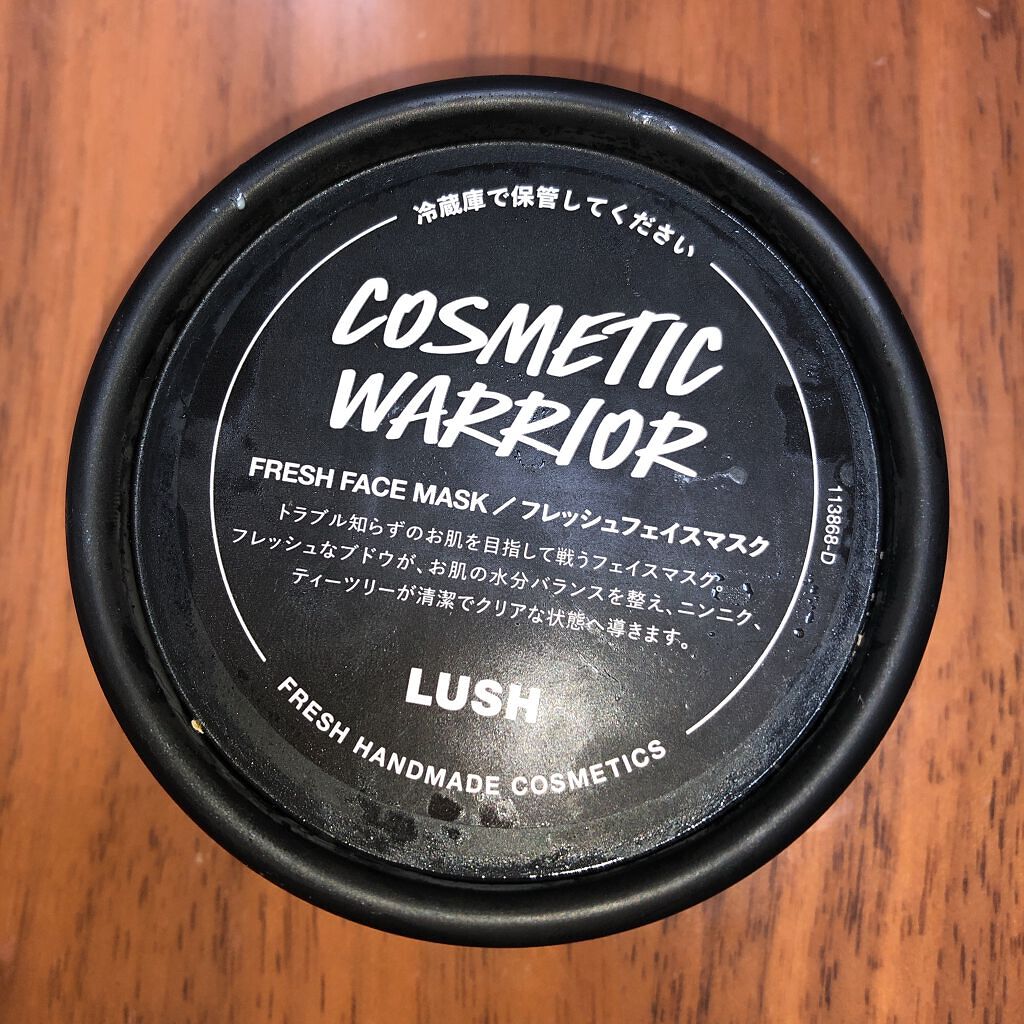 冷蔵庫で保管してください
COSMETIC
WARRIOR
FRESH FACE MASK / フレッシュフェイスマスク
トラブル知らずのお肌を目指して戦うフェイスマスク。
フレッシュなブドウが、お肌の水分バランスを整え、ニンニク、
ティーツリーが清潔でクリアな状態へ導きます。
LUSH
FRESH HANDMADE COSMETICS
113868-D